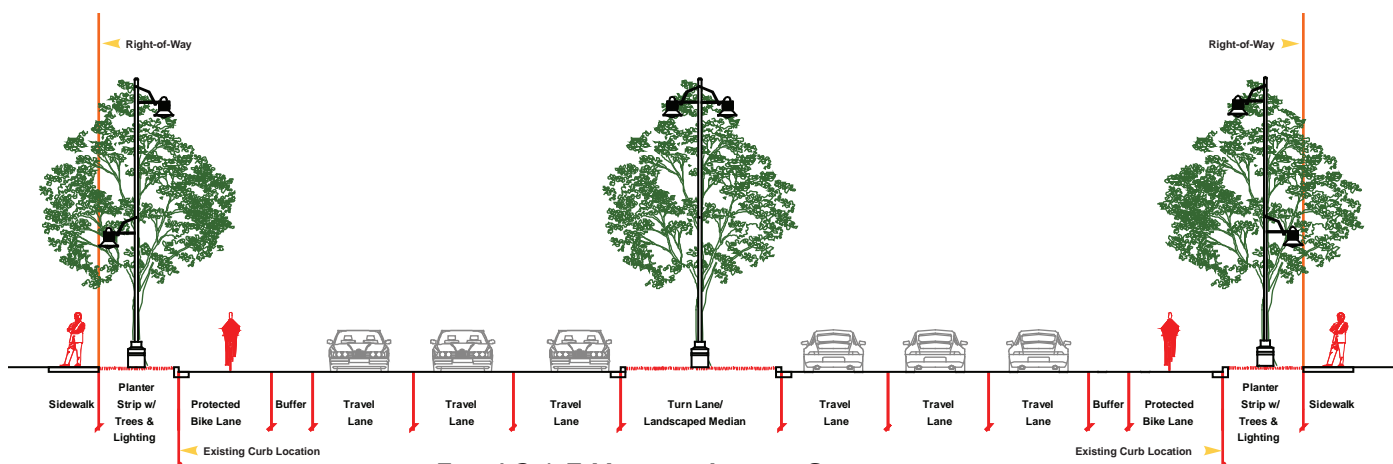 Right-of-Way
Right-of-Way
Sidewalk
Planter
Strip w/
Trees &
Lighting
Protected
Bike Lane
Buffer
Travel
Lane
Travel
Lane
Travel
Lane
Turn Lane/
Landscaped Median
Travel
Lane
Travel
Lane
Travel
Lane
Buffer
Protected
Bike Lane
Planter
Strip w/
Trees &
Lighting
Sidewalk
Existing Curb Location
Existing Curb Location